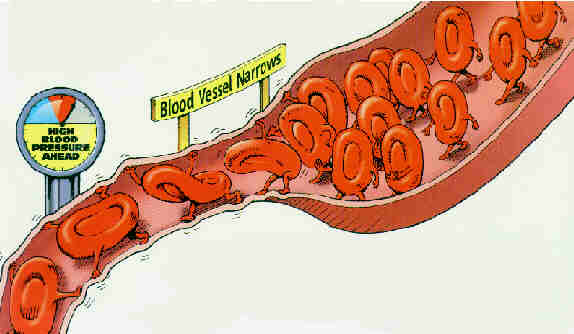 Blood Vessel Narrows
HIGH
BLOOD
PRESSURE
AHEAD